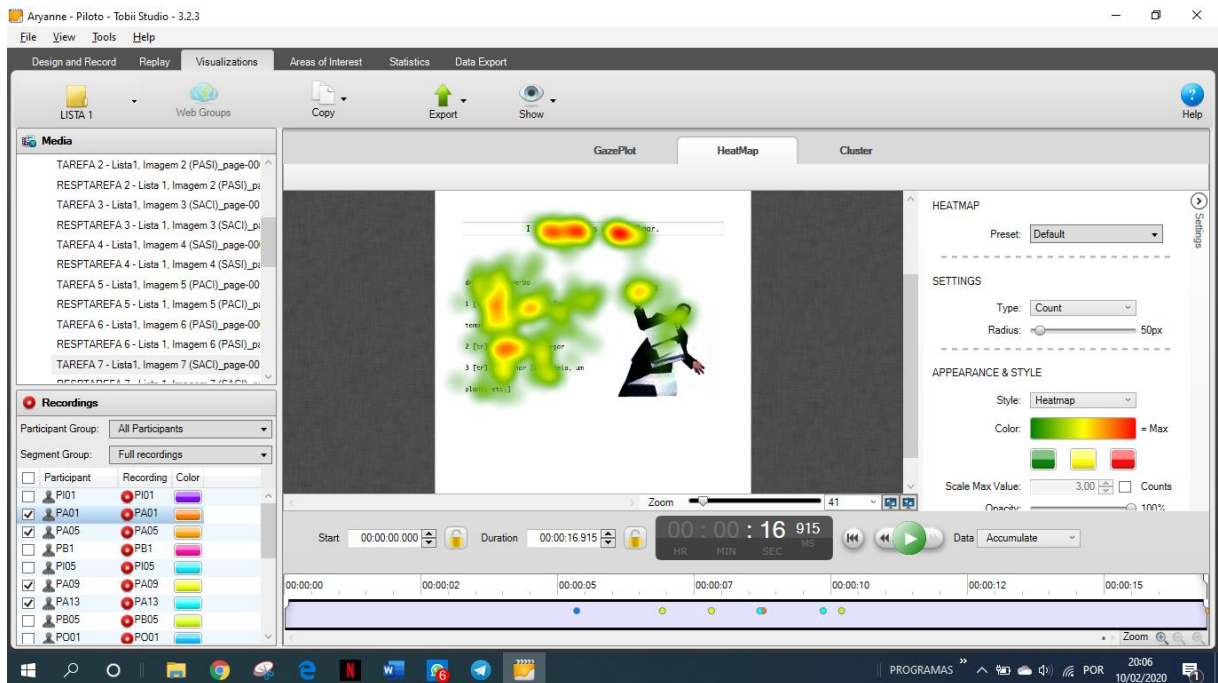 Aryanne - Piloto - Tobii Studio - 3.2.3
File View Tools Help
Design and Record Replay Visualizations Areas of Interest Statistics Data Export
LISTA 1 Web Groups Copy Export Show Help
Media
TAREFA 2 - Lista1, Imagem 2 (PASI)_page-00
RESPTAREFA 2 - Lista 1, Imagem 2 (PASI)_pa
TAREFA 3 - Lista1, Imagem 3 (SACI)_page-00
RESPTAREFA 3 - Lista 1, Imagem 3 (SACI)_pa
TAREFA 4 - Lista1, Imagem 4 (SASI)_page-00
RESPTAREFA 4 - Lista 1, Imagem 4 (SASI)_pa
TAREFA 5 - Lista1, Imagem 5 (PACI)_page-00
RESPTAREFA 5 - Lista 1, Imagem 5 (PACI)_pa
TAREFA 6 - Lista1, Imagem 6 (PASI)_page-00
RESPTAREFA 6 - Lista 1, Imagem 6 (PASI)_pa
TAREFA 7 - Lista1, Imagem 7 (SACI)_page-00
Recordings
Participant Group: All Participants
Segment Group: Full recordings
Participant Recording Color
PI01 PI01
PA01 PA01
PA05 PA05
PB1 PB1
PI05 PI05
PA09 PA09
PA13 PA13
PB05 PB05
PO01 PO01
GazePlot HeatMap Cluster
verbo
1 [
2 [tr]
3 [tr] um
etc.]
HEATMAP
Preset: Default
SETTINGS
Type: Count
Radius: 50px
APPEARANCE & STYLE
Style: Heatmap
Color: = Max
Scale Max Value: 3,00 Counts
Opacity: 100%
Settings
Zoom 41
Start 00:00:00.000 Duration 00:00:16.915 00 : 00 : 16 915 Data Accumulate
HR MIN SEC MS
00:00:00 00:00:02 00:00:05 00:00:07 00:00:10 00:00:12 00:00:15
Zoom
PROGRAMAS POR 20:06
10/02/2020